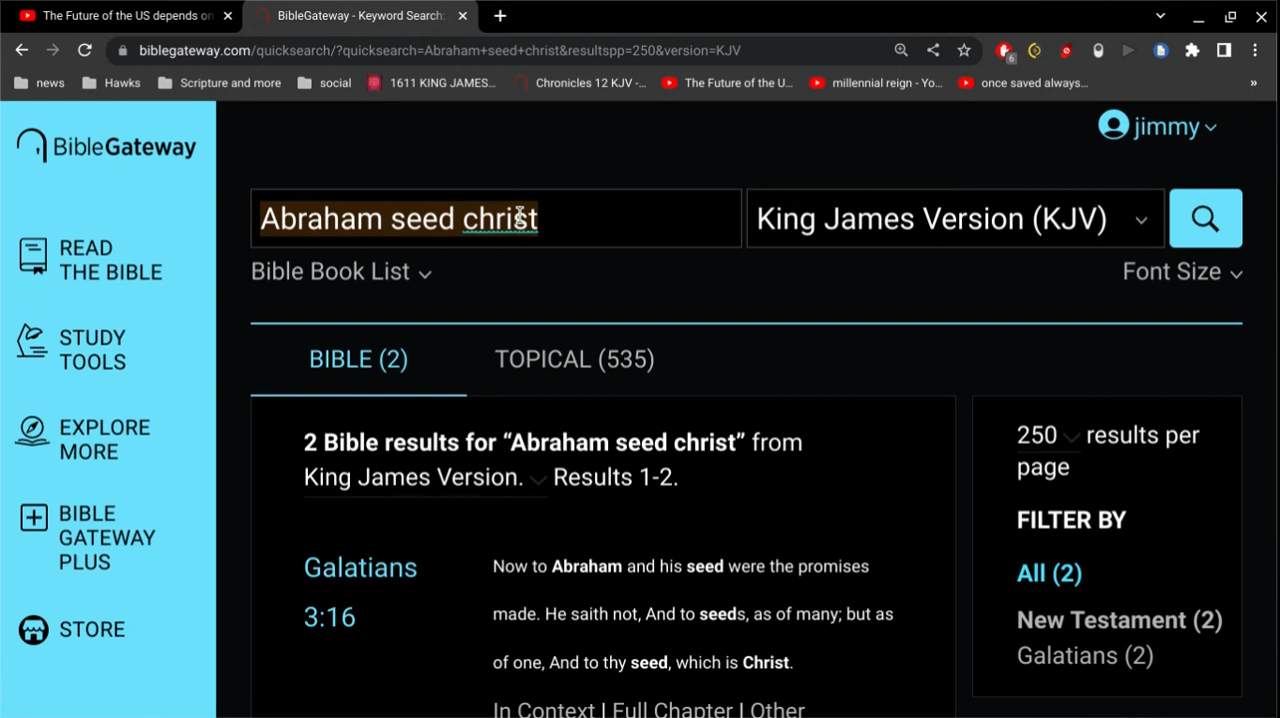 The Future of the US depends on
BibleGateway - Keyword Search:
biblegateway.com/quicksearch/?quicksearch=Abraham+seed+christ&resultspp=250&version=KJV
6
news
Hawks
Scripture and more
social
1611 KING JAMES...
Chronicles 12 KJV -...
The Future of the U...
millennial reign - Yo...
once saved always...
»
BibleGateway
jimmy
Abraham seed christ
King James Version (KJV)
Bible Book List
Font Size
READ
THE BIBLE
STUDY
TOOLS
EXPLORE
MORE
BIBLE
GATEWAY
PLUS
STORE
BIBLE (2)
TOPICAL (535)
2 Bible results for “Abraham seed christ” from
King James Version. Results 1-2.
Galatians
3:16
Now to Abraham and his seed were the promises
made. He saith not, And to seeds, as of many; but as
of one, And to thy seed, which is Christ.
In Context | Full Chapter | Other
250 results per
page
FILTER BY
All (2)
New Testament (2)
Galatians (2)